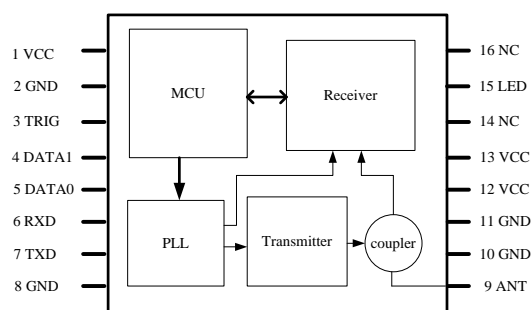 1 VCC
2 GND
3 TRIG
4 DATA1
5 DATA0
6 RXD
7 TXD
8 GND
MCU
Receiver
PLL
Transmitter
coupler
16 NC
15 LED
14 NC
13 VCC
12 VCC
11 GND
10 GND
9 ANT